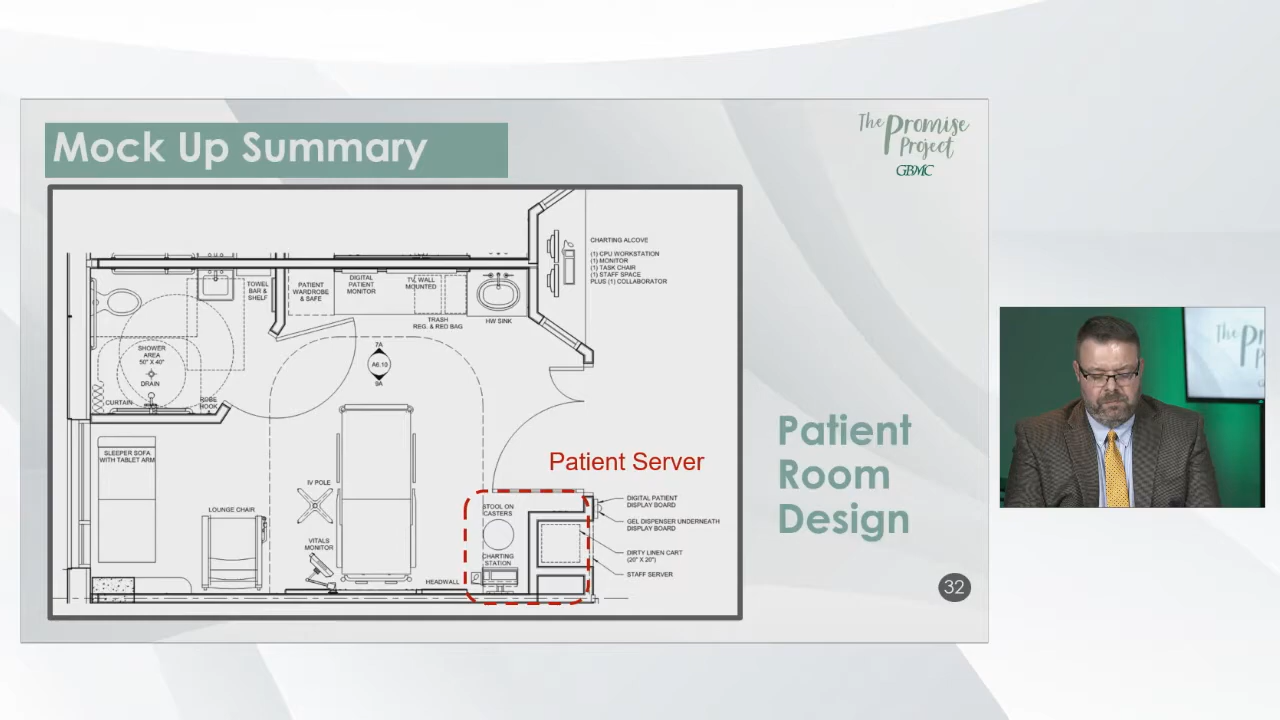 Mock Up Summary
The Promise
Project
GBMC
CHARTING ALCOVE
(1) CPU WORKSTATION
(1) MONITOR
(1) TASK CHAIR
(1) STAFF SPACE
PLUS (1) COLLABORATOR
TOWEL
BAR &
SHELF
PATIENT
WARDROBE
& SAFE
DIGITAL
PATIENT
MONITOR
TV, WALL
MOUNTED
TRASH
REG. & RED BAG
HW SINK
SHOWER
AREA
50" X 40"
DRAIN
CURTAIN
ROBE
HOOK
7A
A6.10
9A
SLEEPER SOFA
WITH TABLET ARM
LOUNGE CHAIR
IV POLE
VITALS
MONITOR
HEADWALL
Patient Server
STOOL ON
CASTERS
CHARTING
STATION
DIGITAL PATIENT
DISPLAY BOARD
GEL DISPENSER UNDERNEATH
DISPLAY BOARD
DIRTY LINEN CART
(20" X 20")
STAFF SERVER
Patient
Room
Design
32
The